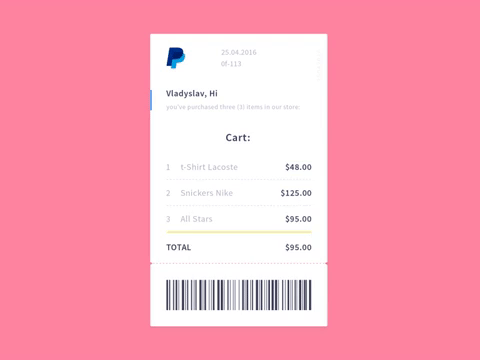 25.04.2016
0f-113
Vladyslav, Hi
you've purchased three (3) items in our store:
Cart:
1 t-Shirt Lacoste $48.00
2 Snickers Nike $125.00
3 All Stars $95.00
TOTAL $95.00